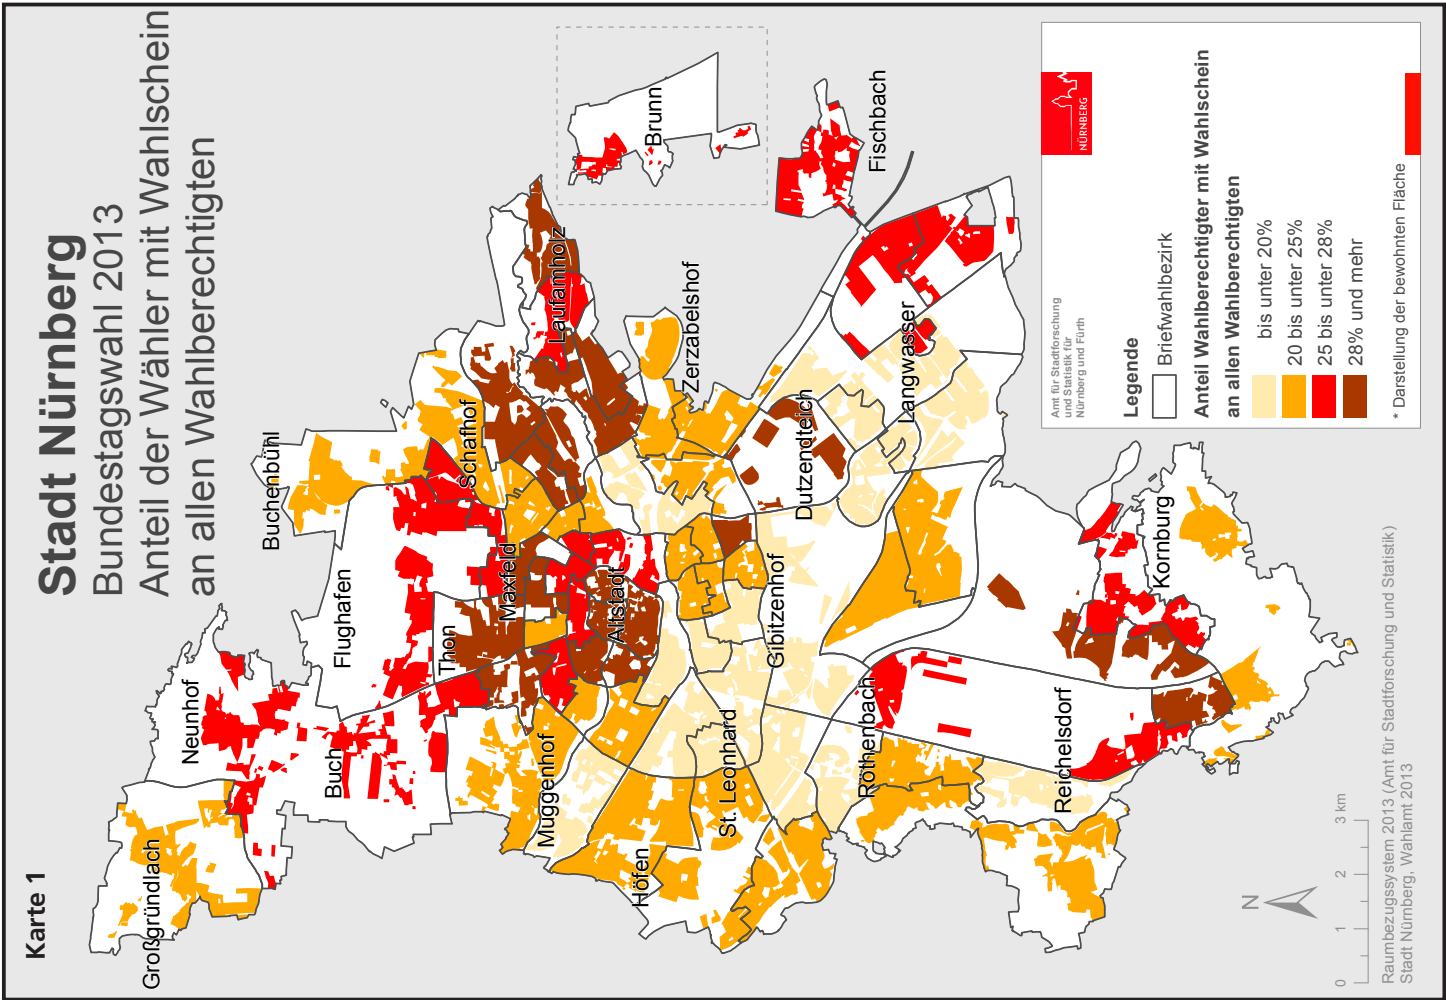 Karte 1
Stadt Nürnberg
Bundestagswahl 2013
Anteil der Wähler mit Wahlschein
an allen Wahlberechtigten
Großgründlach
Neunhof
Buch
Flughafen
Buchenbühl
Thon
Maxfeld
Schafhof
Laufamholz
Brunn
Fischbach
Muggenhof
Altstadt
Zerzabelshof
Höfen
St. Leonhard
Gibitzenhof
Dutzendteich
Langwasser
Röthenbach
Reichelsdorf
Kornburg
NÜRNBERG
Amt für Stadtforschung
und Statistik für
Nürnberg und Fürth
Legende
Briefwahlbezirk
Anteil Wahlberechtigter mit Wahlschein
an allen Wahlberechtigten
bis unter 20%
20 bis unter 25%
25 bis unter 28%
28% und mehr
* Darstellung der bewohnten Fläche
N
0 1 2 3 km
Raumbezugssystem 2013 (Amt für Stadtforschung und Statistik)
Stadt Nürnberg, Wahlamt 2013